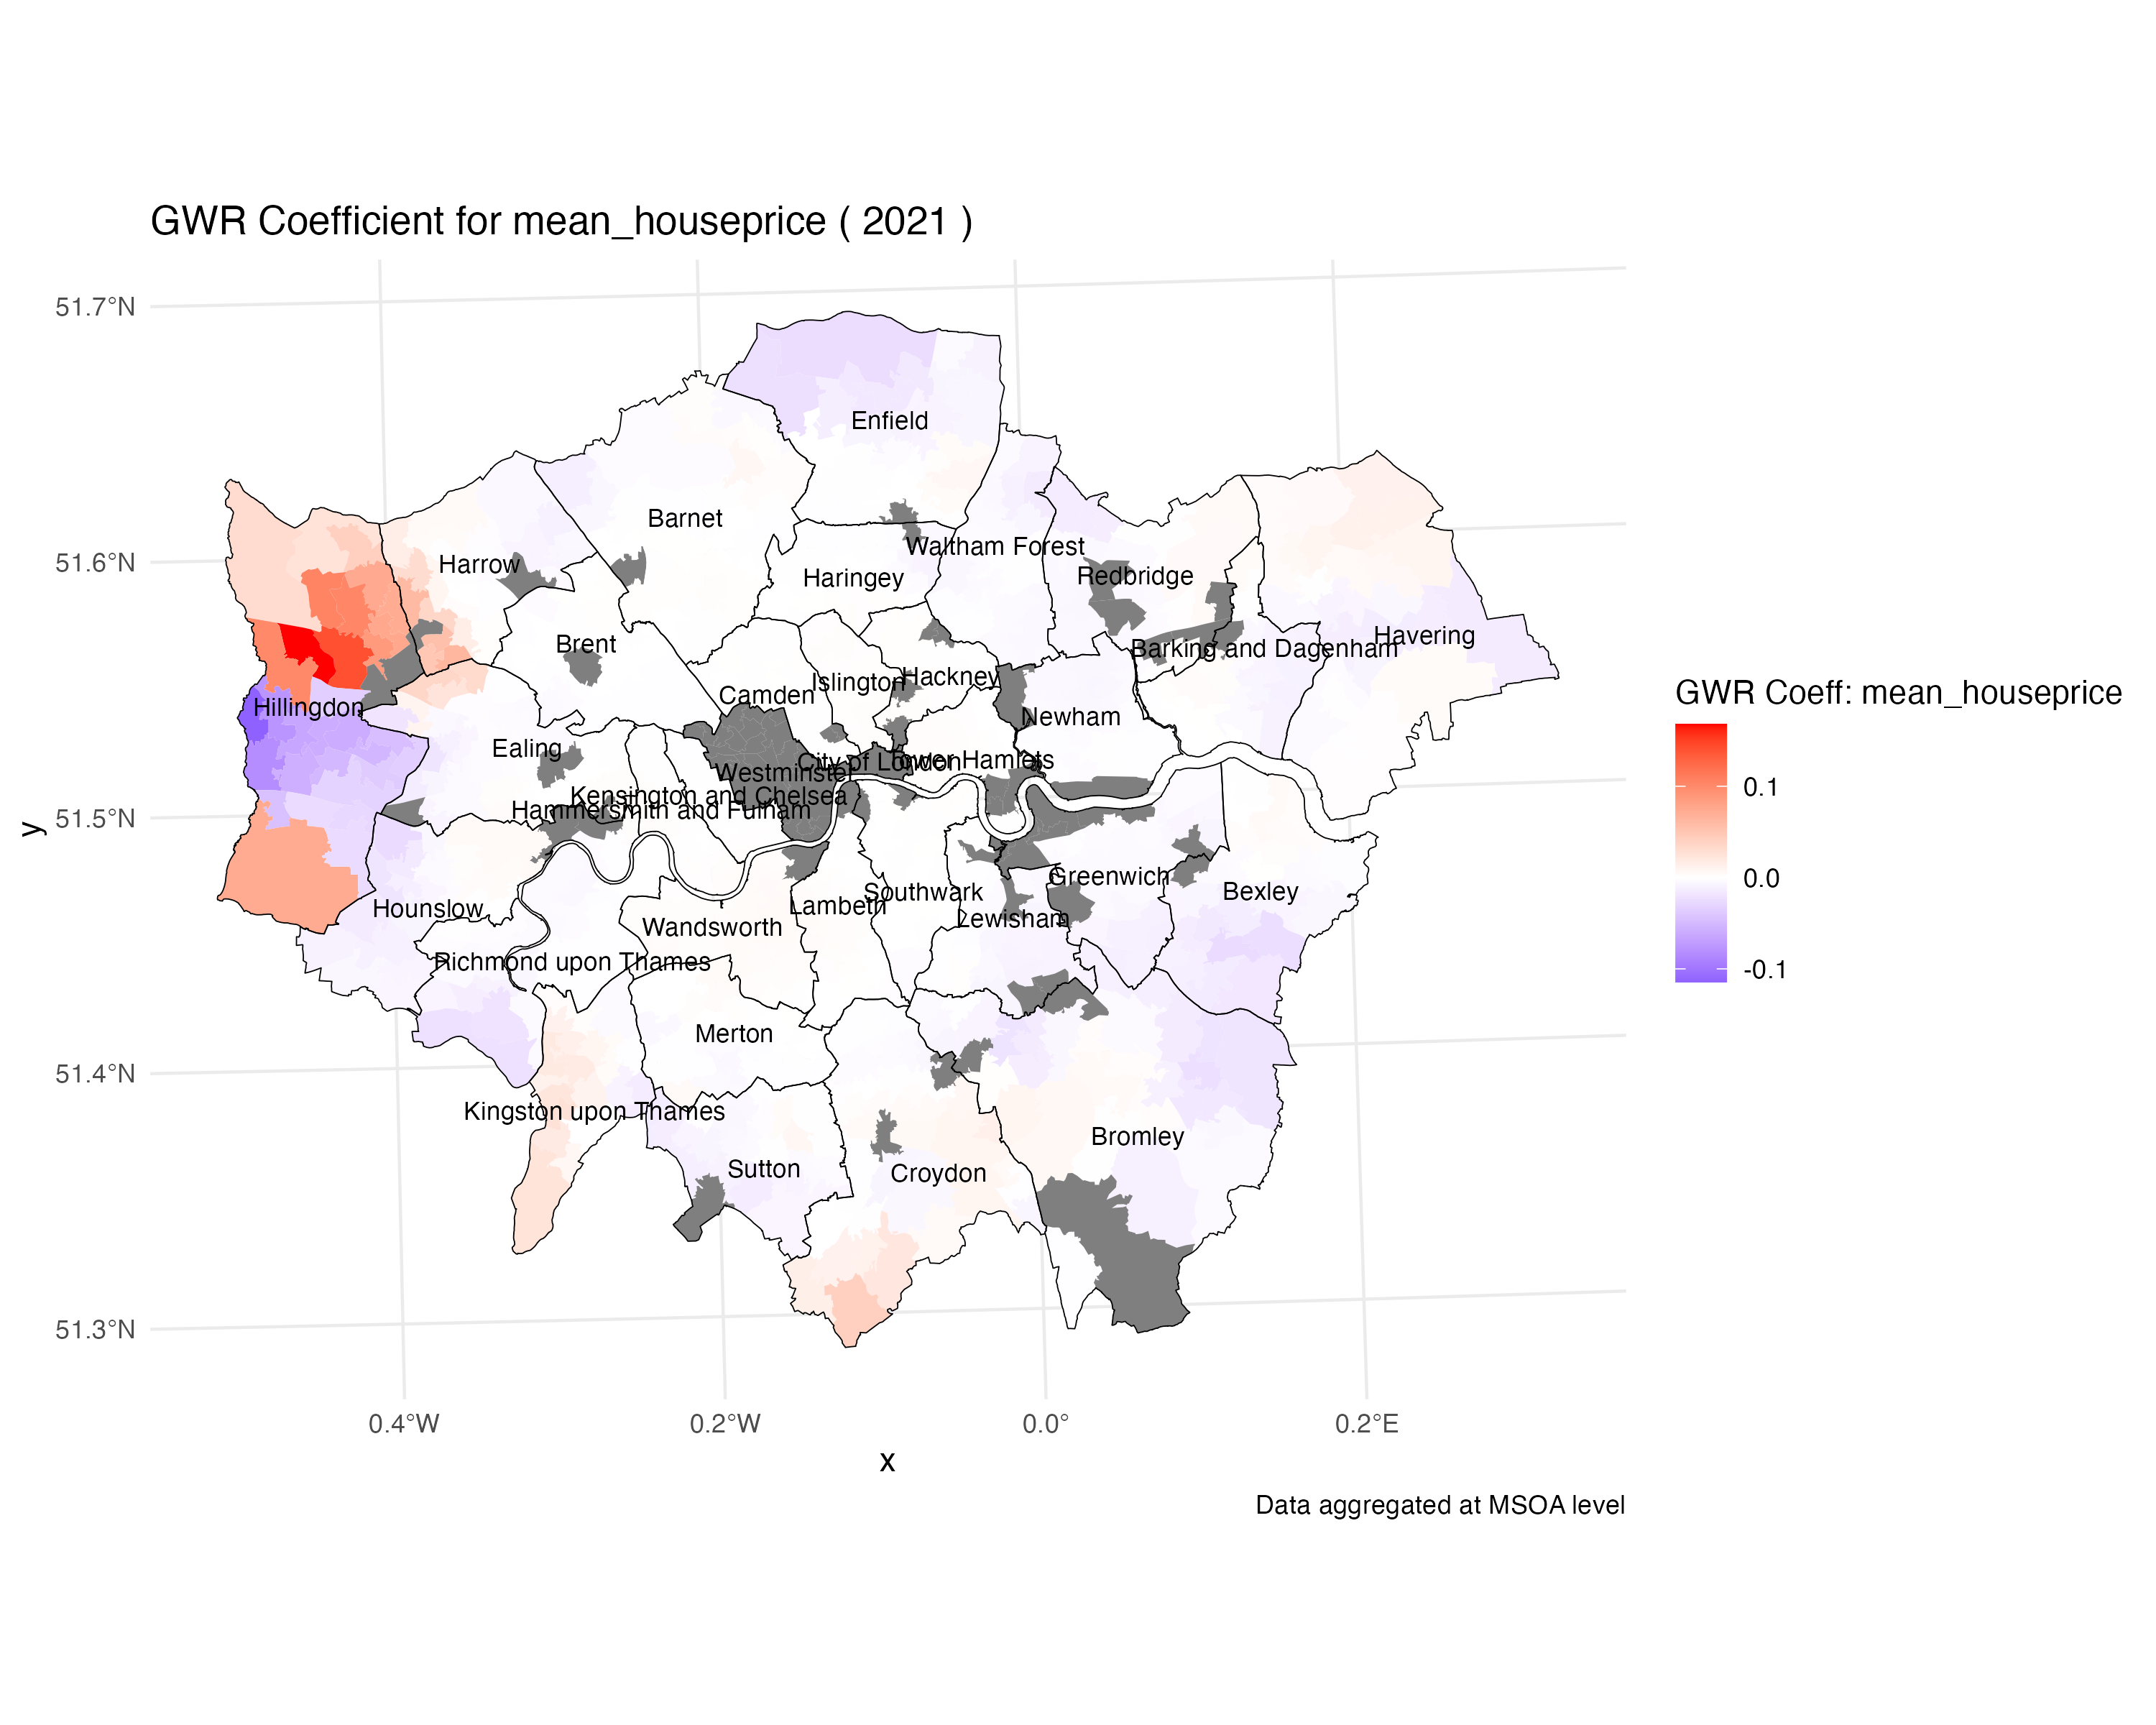 GWR Coefficient for mean_houseprice ( 2021 )
51.7°N
51.6°N
51.5°N
51.4°N
51.3°N
y
Enfield
Barnet
Waltham Forest
Harrow
Haringey
Redbridge
Brent
Havering
Barking and Dagenham
Hackney
Islington
Camden
Hillingdon
Newham
Ealing
City of London
Tower Hamlets
Westminster
Kensington and Chelsea
Hammersmith and Fulham
Greenwich
Southwark
Bexley
Hounslow
Lambeth
Lewisham
Wandsworth
Richmond upon Thames
Merton
Kingston upon Thames
Bromley
Sutton
Croydon
0.4°W
0.2°W
0.0°
0.2°E
x
GWR Coeff: mean_houseprice
0.1
0.0
-0.1
Data aggregated at MSOA level